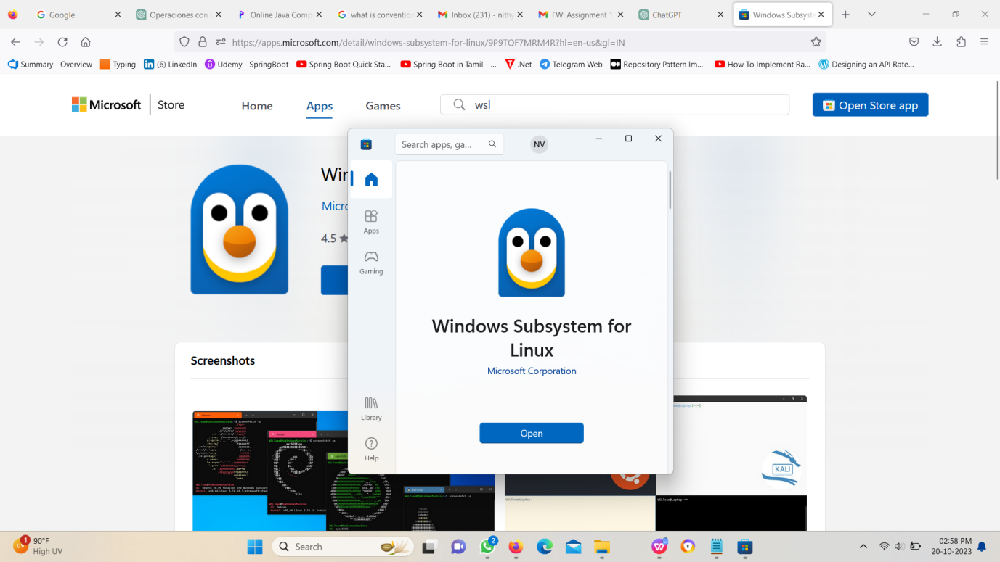 Google
Operaciones con L
Online Java Comp
what is convention
Inbox (231) - nithy
FW: Assignment 1
ChatGPT
Windows Subsyste
https://apps.microsoft.com/detail/windows-subsystem-for-linux/9P9TQF7MRM4R?hl=en-us&gl=IN
Summary - Overview
Typing
(6) LinkedIn
Udemy - SpringBoot
Spring Boot Quick Sta...
Spring Boot in Tamil - ...
.Net
Telegram Web
Repository Pattern Im...
How To Implement Ra...
Designing an API Rate...
Microsoft
Store
Home
Apps
Games
wsl
Open Store app
Micro
4.5
Search apps, ga...
NV
Apps
Gaming
Library
Help
Windows Subsystem for
Linux
Microsoft Corporation
Open
Screenshots
KALI
1
90°F
High UV
Search
2
02:58 PM
20-10-2023